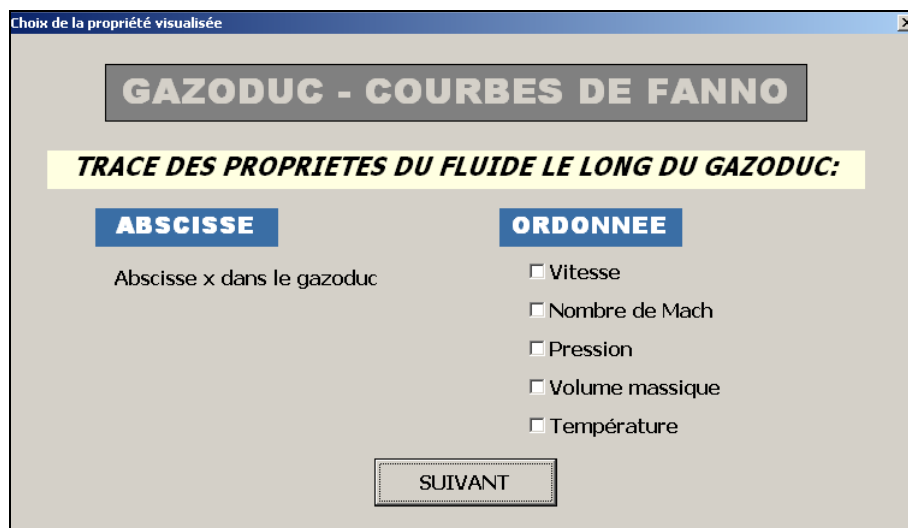 Choix de la propriété visualisée
GAZODUC - COURBES DE FANNO
TRACE DES PROPRIETES DU FLUIDE LE LONG DU GAZODUC:
ABSCISSE
Abscisse x dans le gazoduc
ORDONNEE
Vitesse
Nombre de Mach
Pression
Volume massique
Température
SUIVANT